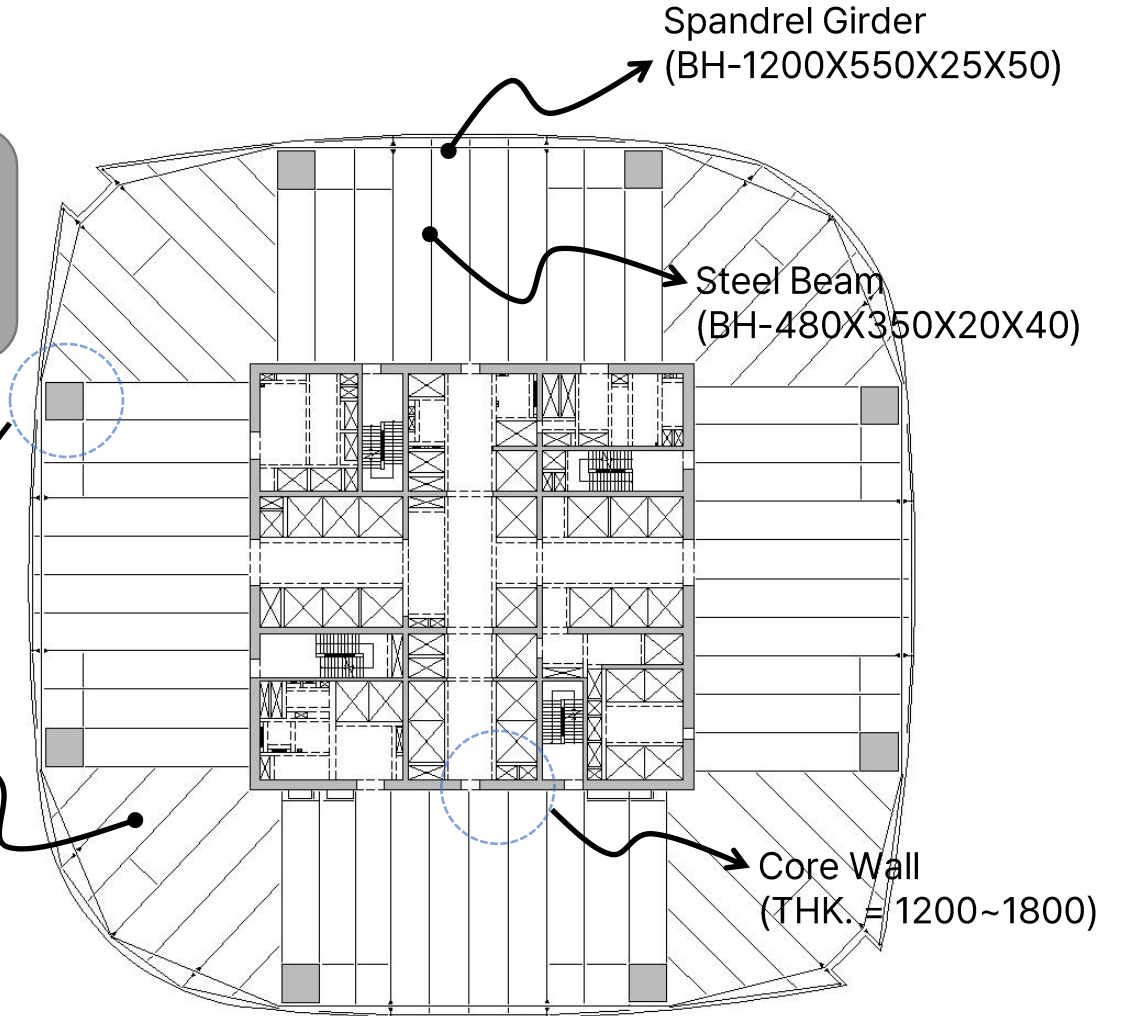 Spandrel Girder
(BH-1200X550X25X50)
Steel Beam
(BH-480X350X20X40)
Core Wall
(THK. = 1200~1800)